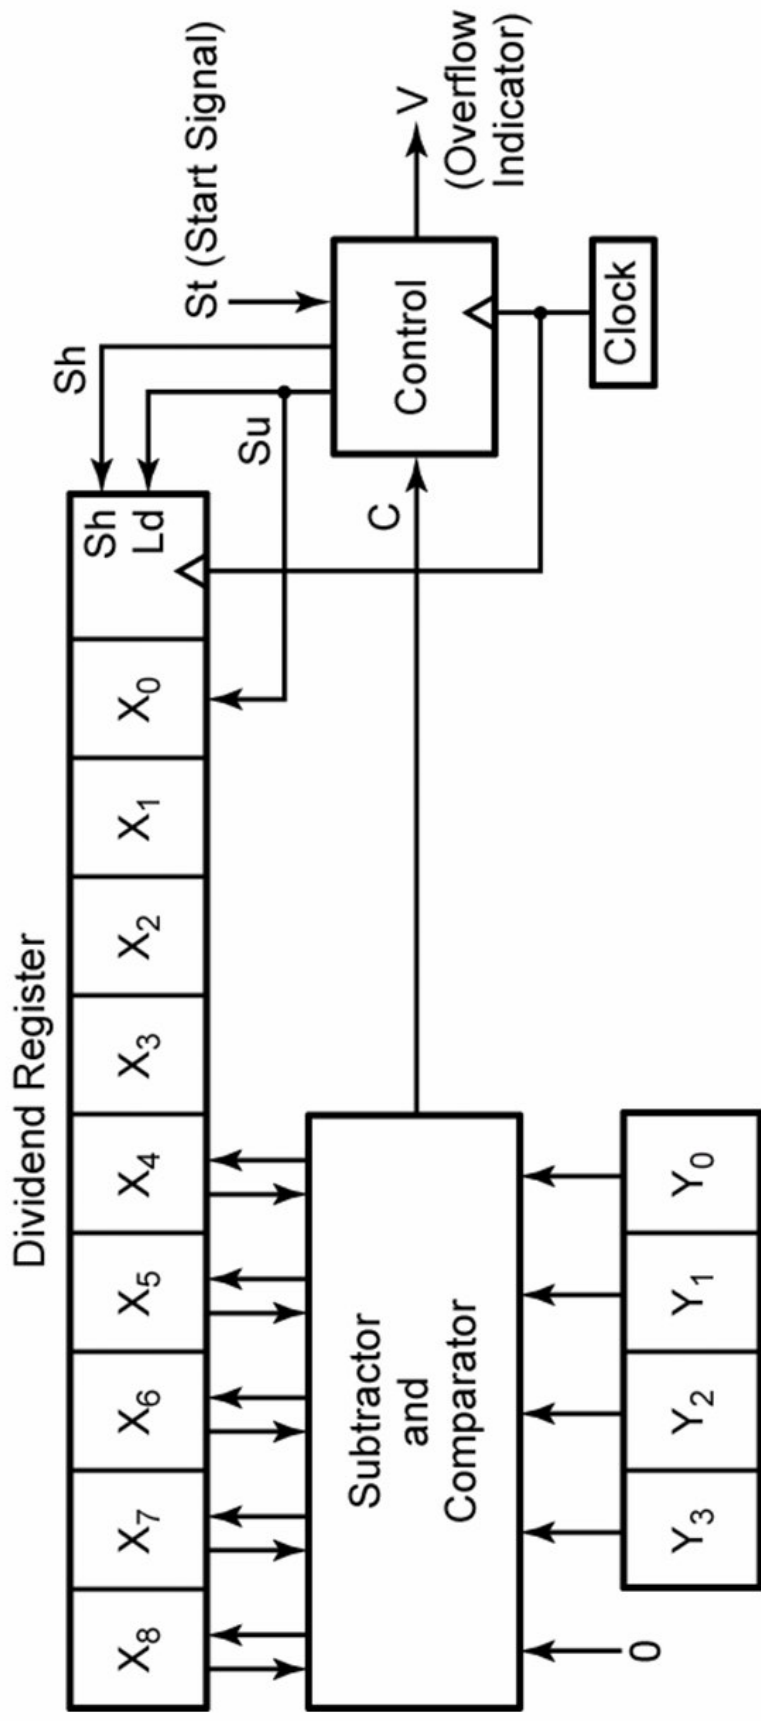 Dividend Register
X8 X7 X6 X5 X4 X3 X2 X1 X0
Sh
Ld
Sh
Su
St (Start Signal)
Subtractor
and
Comparator
C
Control
V
(Overflow
Indicator)
0
Y3 Y2 Y1 Y0
Clock